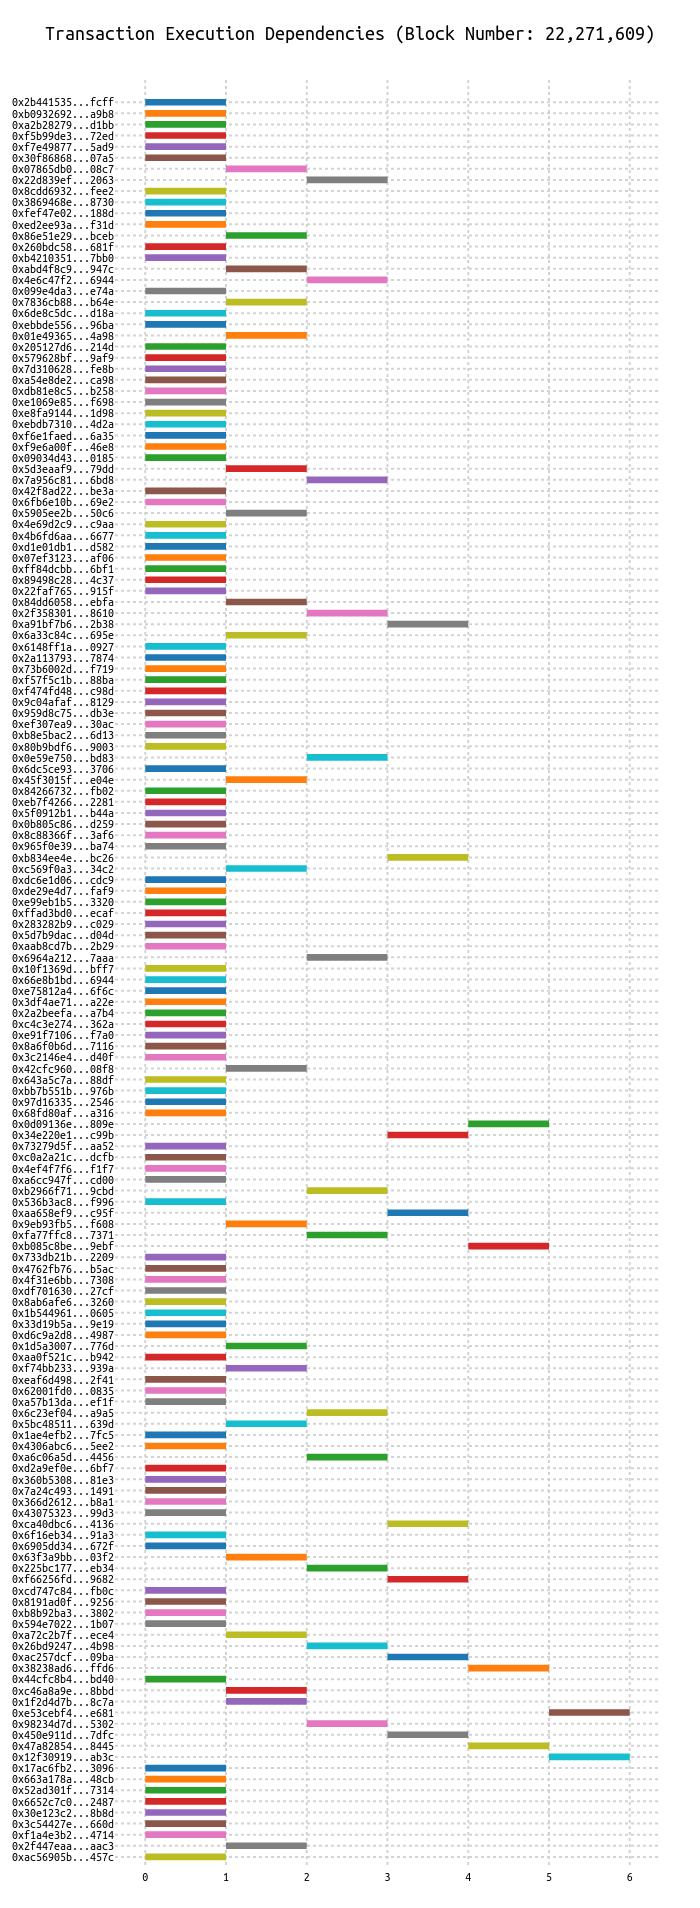 Transaction Execution Dependencies (Block Number: 22,271,609)
0x2b441535...fcff
0xb0932692...a9b8
0xa2b28279...d1bb
0xf5b99de3...72ed
0xf7e49877...5ad9
0x30f86868...07a5
0x07865db0...08c7
0x22d839ef...2063
0x8cdd6932...fee2
0x3869468e...8730
0xfef47e02...188d
0xed2ee93a...f31d
0x86e51e29...bceb
0x260bdc58...681f
0xb4210351...7bb0
0xabd4f8c9...947c
0x4e6c47f2...6944
0x099e4da3...e74a
0x7836cb88...b64e
0x6de8c5dc...d18a
0xebbde556...96ba
0x01e49365...4a98
0x205127d6...214d
0x579628bf...9af9
0x7d310628...fe8b
0xa54e8de2...ca98
0xdb81e8c5...b258
0xe1069e85...f698
0xe8fa9144...1d98
0xebdb7310...4d2a
0xf6e1faed...6a35
0xf9e6a00f...46e8
0x09034d43...0185
0x5d3eaaf9...79dd
0x7a956c81...6bd8
0x42f8ad22...be3a
0x6fb6e10b...69e2
0x5905ee2b...50c6
0x4e69d2c9...c9aa
0x4b6fd6aa...6677
0xd1e01db1...d582
0x07ef3123...af06
0xff84dcbb...6bf1
0x89498c28...4c37
0x22faf765...915f
0x84dd6058...ebfa
0x2f358301...8610
0xa91bf7b6...2b38
0x6a33c84c...695e
0x6148ff1a...0927
0x2a113793...7874
0x73b6002d...f719
0xf57f5c1b...88ba
0xf474fd48...c98d
0x9c04afaf...8129
0x959d8c75...db3e
0xef307ea9...30ac
0xb8e5bac2...6d13
0x80b9bdf6...9003
0x0e59e750...bd83
0x6dc5ce93...3706
0x45f3015f...e04e
0x84266732...fb02
0xeb7f4266...2281
0x5f0912b1...b44a
0x0b805c86...d259
0x8c88366f...3af6
0x965f0e39...ba74
0xb834ee4e...bc26
0xc569f0a3...34c2
0xdc6e1d06...cdc9
0xde29e4d7...faf9
0xe99eb1b5...3320
0xffad3bd0...ecaf
0x283282b9...c029
0x5d7b9dac...d04d
0xaab8cd7b...2b29
0x6964a212...7aaa
0x10f1369d...bff7
0x66e8b1bd...6944
0xe75812a4...6f6c
0x3df4ae71...a22e
0x2a2beefa...a7b4
0xc4c3e274...362a
0xe91f7106...f7a0
0x8a6f0b6d...7116
0x3c2146e4...d40f
0x42cfc960...08f8
0x643a5c7a...88df
0xbb7b551b...976b
0x97d16335...2546
0x68fd80af...a316
0x0d09136e...809e
0x34e220e1...c99b
0x73279d5f...aa52
0xc0a2a21c...dcfb
0x4ef4f7f6...f1f7
0xa6cc947f...cd00
0xb2966f71...9cbd
0x536b3ac8...f996
0xaa658ef9...c95f
0x9eb93fb5...f608
0xfa77ffc8...7371
0xb085c8be...9ebf
0x733db21b...2209
0x4762fb76...b5ac
0x4f31e6bb...7308
0xdf701630...27cf
0x8ab6afe6...3260
0x1b544961...0605
0x33d19b5a...9e19
0xd6c9a2d8...4987
0x1d5a3007...776d
0xaa0f521c...b942
0xf74bb233...939a
0xeaf6d498...2f41
0x62001fd0...0835
0xa57b13da...ef1f
0x6c23ef04...a9a5
0x5bc48511...639d
0x1ae4efb2...7fc5
0x4306abc6...5ee2
0xa6c06a5d...4456
0xd2a9ef0e...6bf7
0x360b5308...81e3
0x7a24c493...1491
0x366d2612...b8a1
0x43075323...99d3
0xca40dbc6...4136
0x6f16eb34...91a3
0x6905dd34...672f
0x63f3a9bb...03f2
0x225bc177...eb34
0xf66256fd...9682
0xcd747c84...fb0c
0x8191ad0f...9256
0xb8b92ba3...3802
0x594e7022...1b07
0xa72c2b7f...ece4
0x26bd9247...4b98
0xac257dcf...09ba
0x38238ad6...ffd6
0x44cfc8b4...bd40
0xc46a8a9e...8bbd
0x1f2d4d7b...8c7a
0xe53cebf4...e681
0x98234d7d...5302
0x450e911d...7dfc
0x47a82854...8445
0x12f30919...ab3c
0x17ac6fb2...3096
0x663a178a...48cb
0x52ad301f...7314
0x6652c7c0...2487
0x30e123c2...8b8d
0x3c54427e...660d
0xf1a4e3b2...4714
0x2f447eaa...aac3
0xac56905b...457c
0 1 2 3 4 5 6